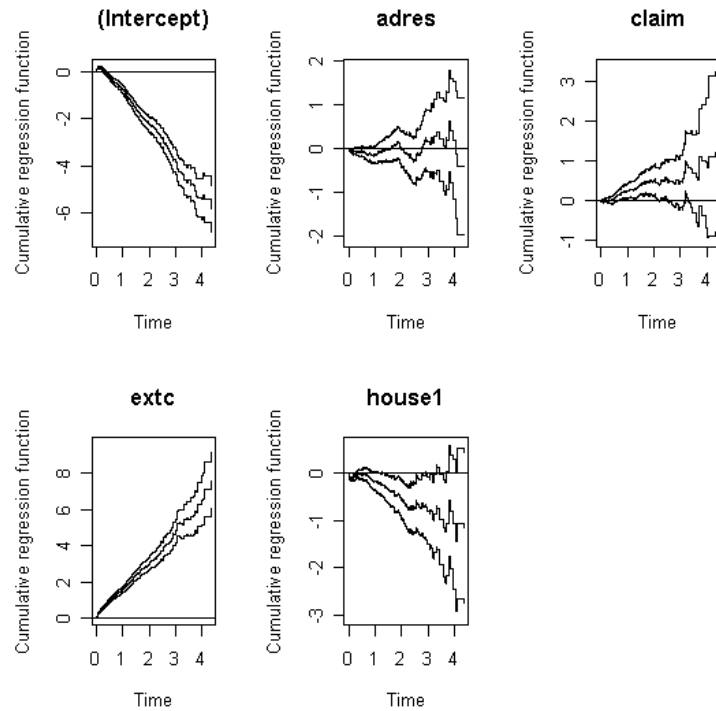 (Intercept)
Cumulative regression function
0
-2
-4
-6
0 1 2 3 4
Time
adres
Cumulative regression function
2
1
0
-1
-2
0 1 2 3 4
Time
claim
Cumulative regression function
3
2
1
0
-1
0 1 2 3 4
Time
extc
Cumulative regression function
8
6
4
2
0
0 1 2 3 4
Time
house1
Cumulative regression function
0
-1
-2
-3
0 1 2 3 4
Time